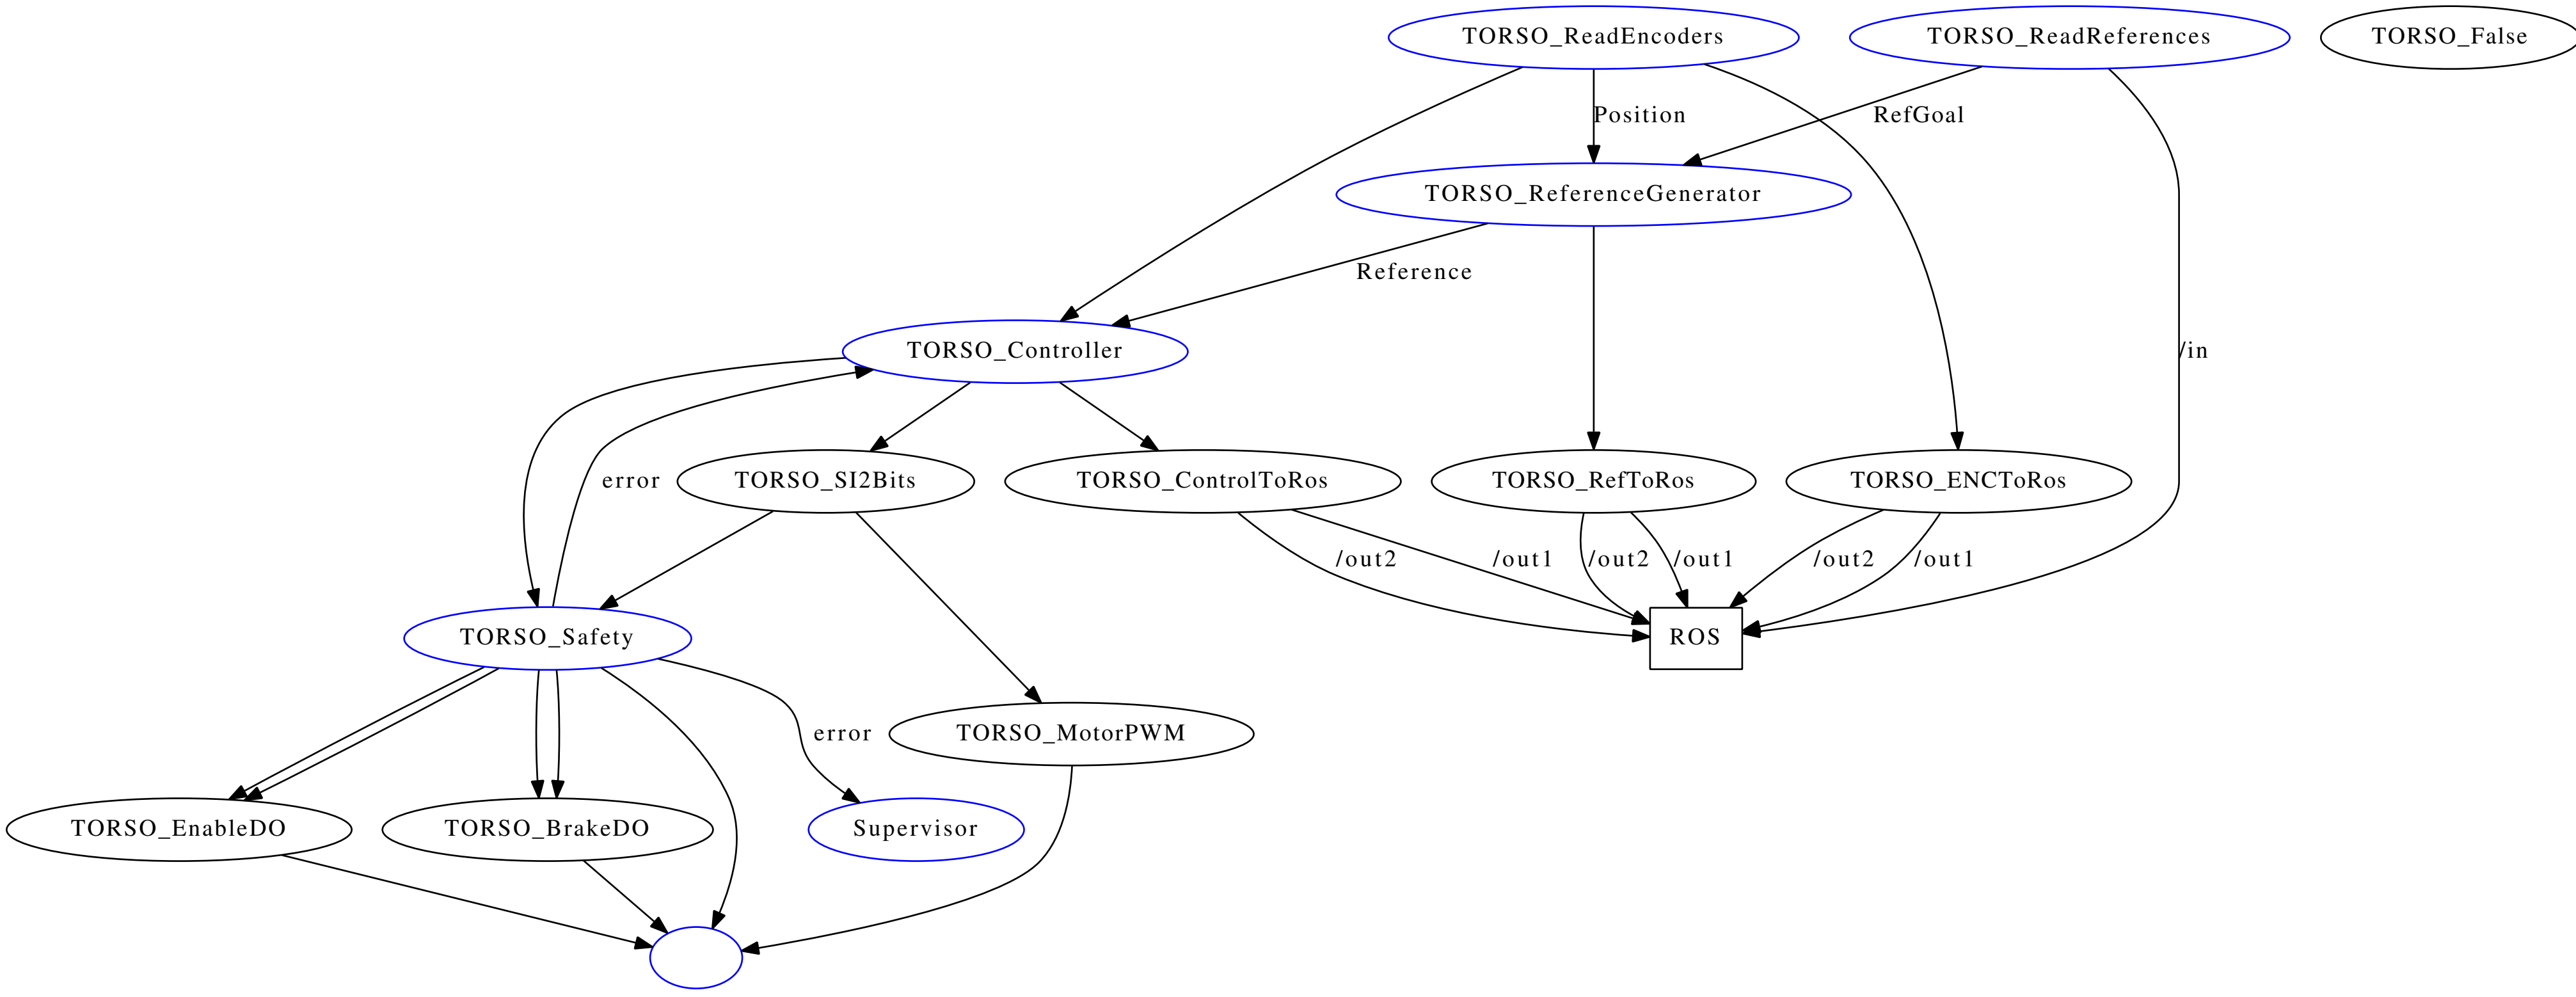 TORSO_ReadEncoders
TORSO_ReadReferences
TORSO_False
Position
RefGoal
TORSO_ReferenceGenerator
Reference
TORSO_Controller
/in
error
TORSO_SI2Bits
TORSO_ControlToRos
TORSO_RefToRos
TORSO_ENCToRos
/out2
/out1
/out2
/out1
/out2
/out1
TORSO_Safety
ROS
error
TORSO_MotorPWM
TORSO_EnableDO
TORSO_BrakeDO
Supervisor